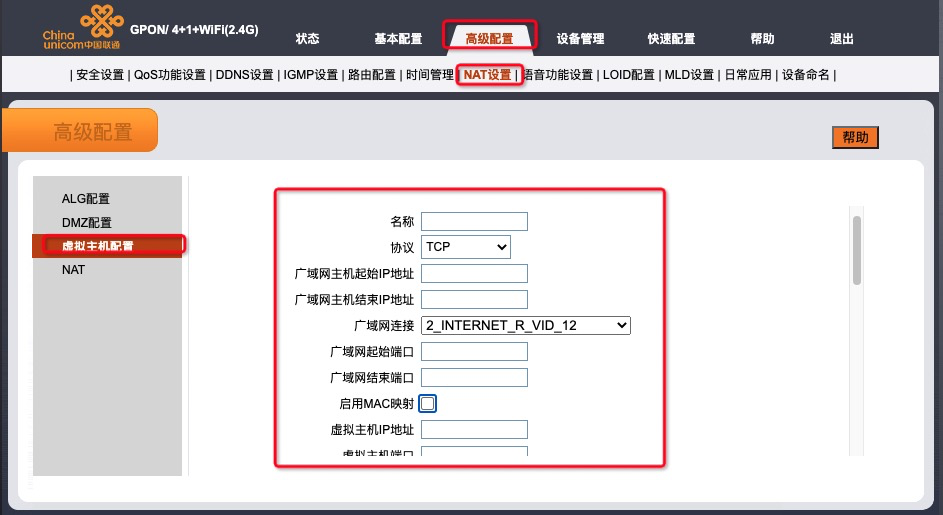 China
unicom中国联通
GPON/ 4+1+WiFi(2.4G)
状态 基本配置 高级配置 设备管理 快速配置 帮助 退出
| 安全设置 | QoS功能设置 | DDNS设置 | IGMP设置 | 路由配置 | 时间管理 | NAT设置 | 语音功能设置 | LOID配置 | MLD设置 | 日常应用 | 设备命名 |
高级配置
帮助
ALG配置
DMZ配置
虚拟主机配置
NAT
名称
协议 TCP
广域网主机起始IP地址
广域网主机结束IP地址
广域网连接 2_INTERNET_R_VID_12
广域网起始端口
广域网结束端口
启用MAC映射
虚拟主机IP地址
虚拟主机端口